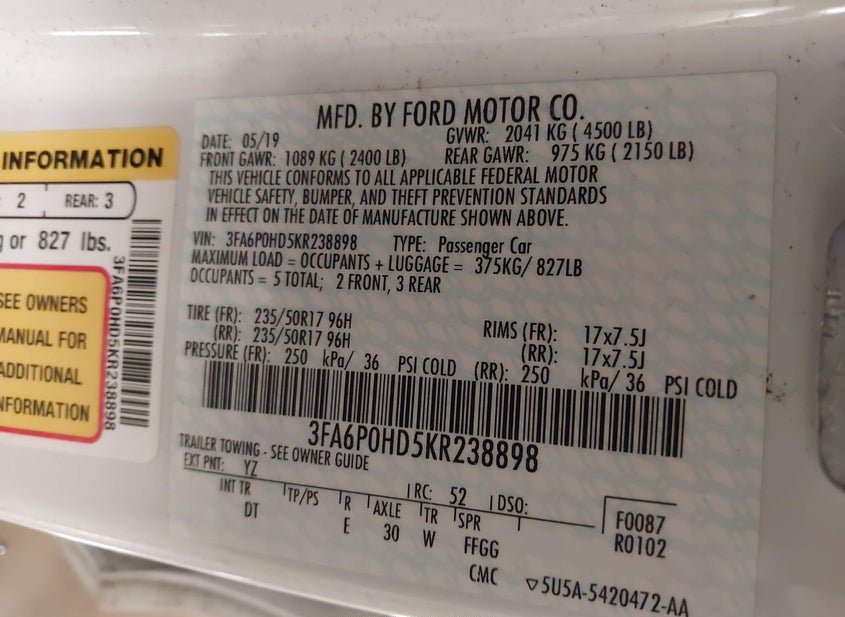 INFORMATION
2 REAR: 3
or 827 lbs.
SEE OWNERS
MANUAL FOR
ADDITIONAL
INFORMATION
3FA6P0HD5KR238898
MFD. BY FORD MOTOR CO.
DATE: 05/19 GVWR: 2041 KG ( 4500 LB)
FRONT GAWR: 1089 KG ( 2400 LB) REAR GAWR: 975 KG ( 2150 LB)
THIS VEHICLE CONFORMS TO ALL APPLICABLE FEDERAL MOTOR
VEHICLE SAFETY, BUMPER, AND THEFT PREVENTION STANDARDS
IN EFFECT ON THE DATE OF MANUFACTURE SHOWN ABOVE.
VIN: 3FA6P0HD5KR238898 TYPE: Passenger Car
MAXIMUM LOAD = OCCUPANTS + LUGGAGE = 375KG/ 827LB
OCCUPANTS = 5 TOTAL; 2 FRONT, 3 REAR
TIRE (FR): 235/50R17 96H RIMS (FR): 17x7.5J
(RR): 235/50R17 96H (RR): 17x7.5J
PRESSURE (FR): 250 kPa/ 36 PSI COLD (RR): 250 kPa/ 36 PSI COLD
3FA6P0HD5KR238898
TRAILER TOWING - SEE OWNER GUIDE
EXT PNT: YZ RC: 52 DSO:
INT TR TP/PS R AXLE TR SPR F0087
DT E 30 W FFGG R0102
CMC 5U5A-5420472-AA